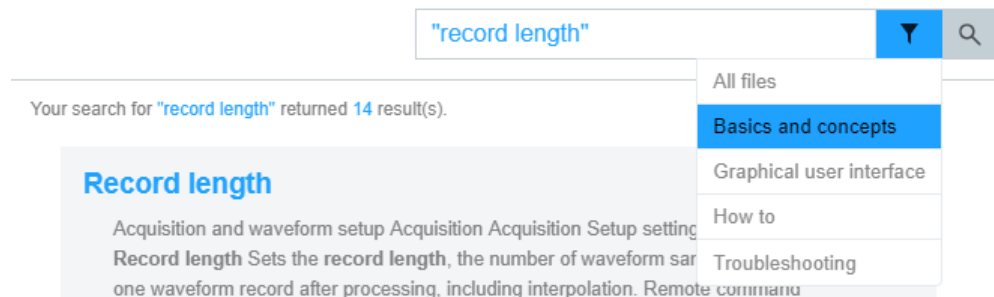 "record length"
All files
Your search for "record length" returned 14 result(s).
Basics and concepts
Graphical user interface
How to
Troubleshooting
Record length
Acquisition and waveform setup Acquisition Acquisition Setup setting
Record length Sets the record length, the number of waveform sar
one waveform record after processing, including interpolation. Remote command